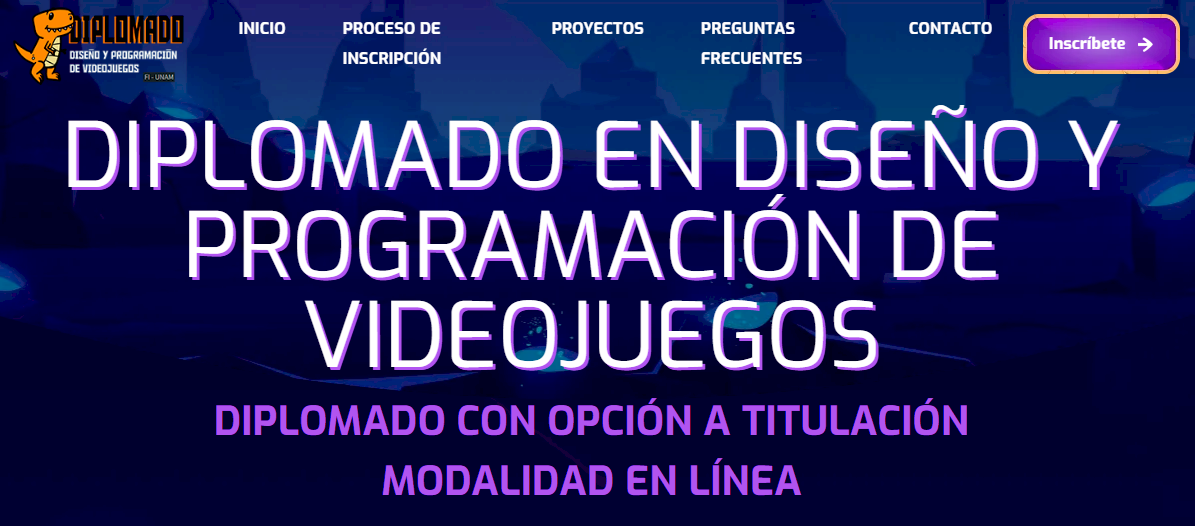 DIPLOMADO
DISEÑO Y PROGRAMACIÓN
DE VIDEOJUEGOS
FI - UNAM
INICIO
PROCESO DE
INSCRIPCIÓN
PROYECTOS
PREGUNTAS
FRECUENTES
CONTACTO
Inscríbete
DIPLOMADO EN DISEÑO Y
PROGRAMACIÓN DE
VIDEOJUEGOS
DIPLOMADO CON OPCIÓN A TITULACIÓN
MODALIDAD EN LÍNEA